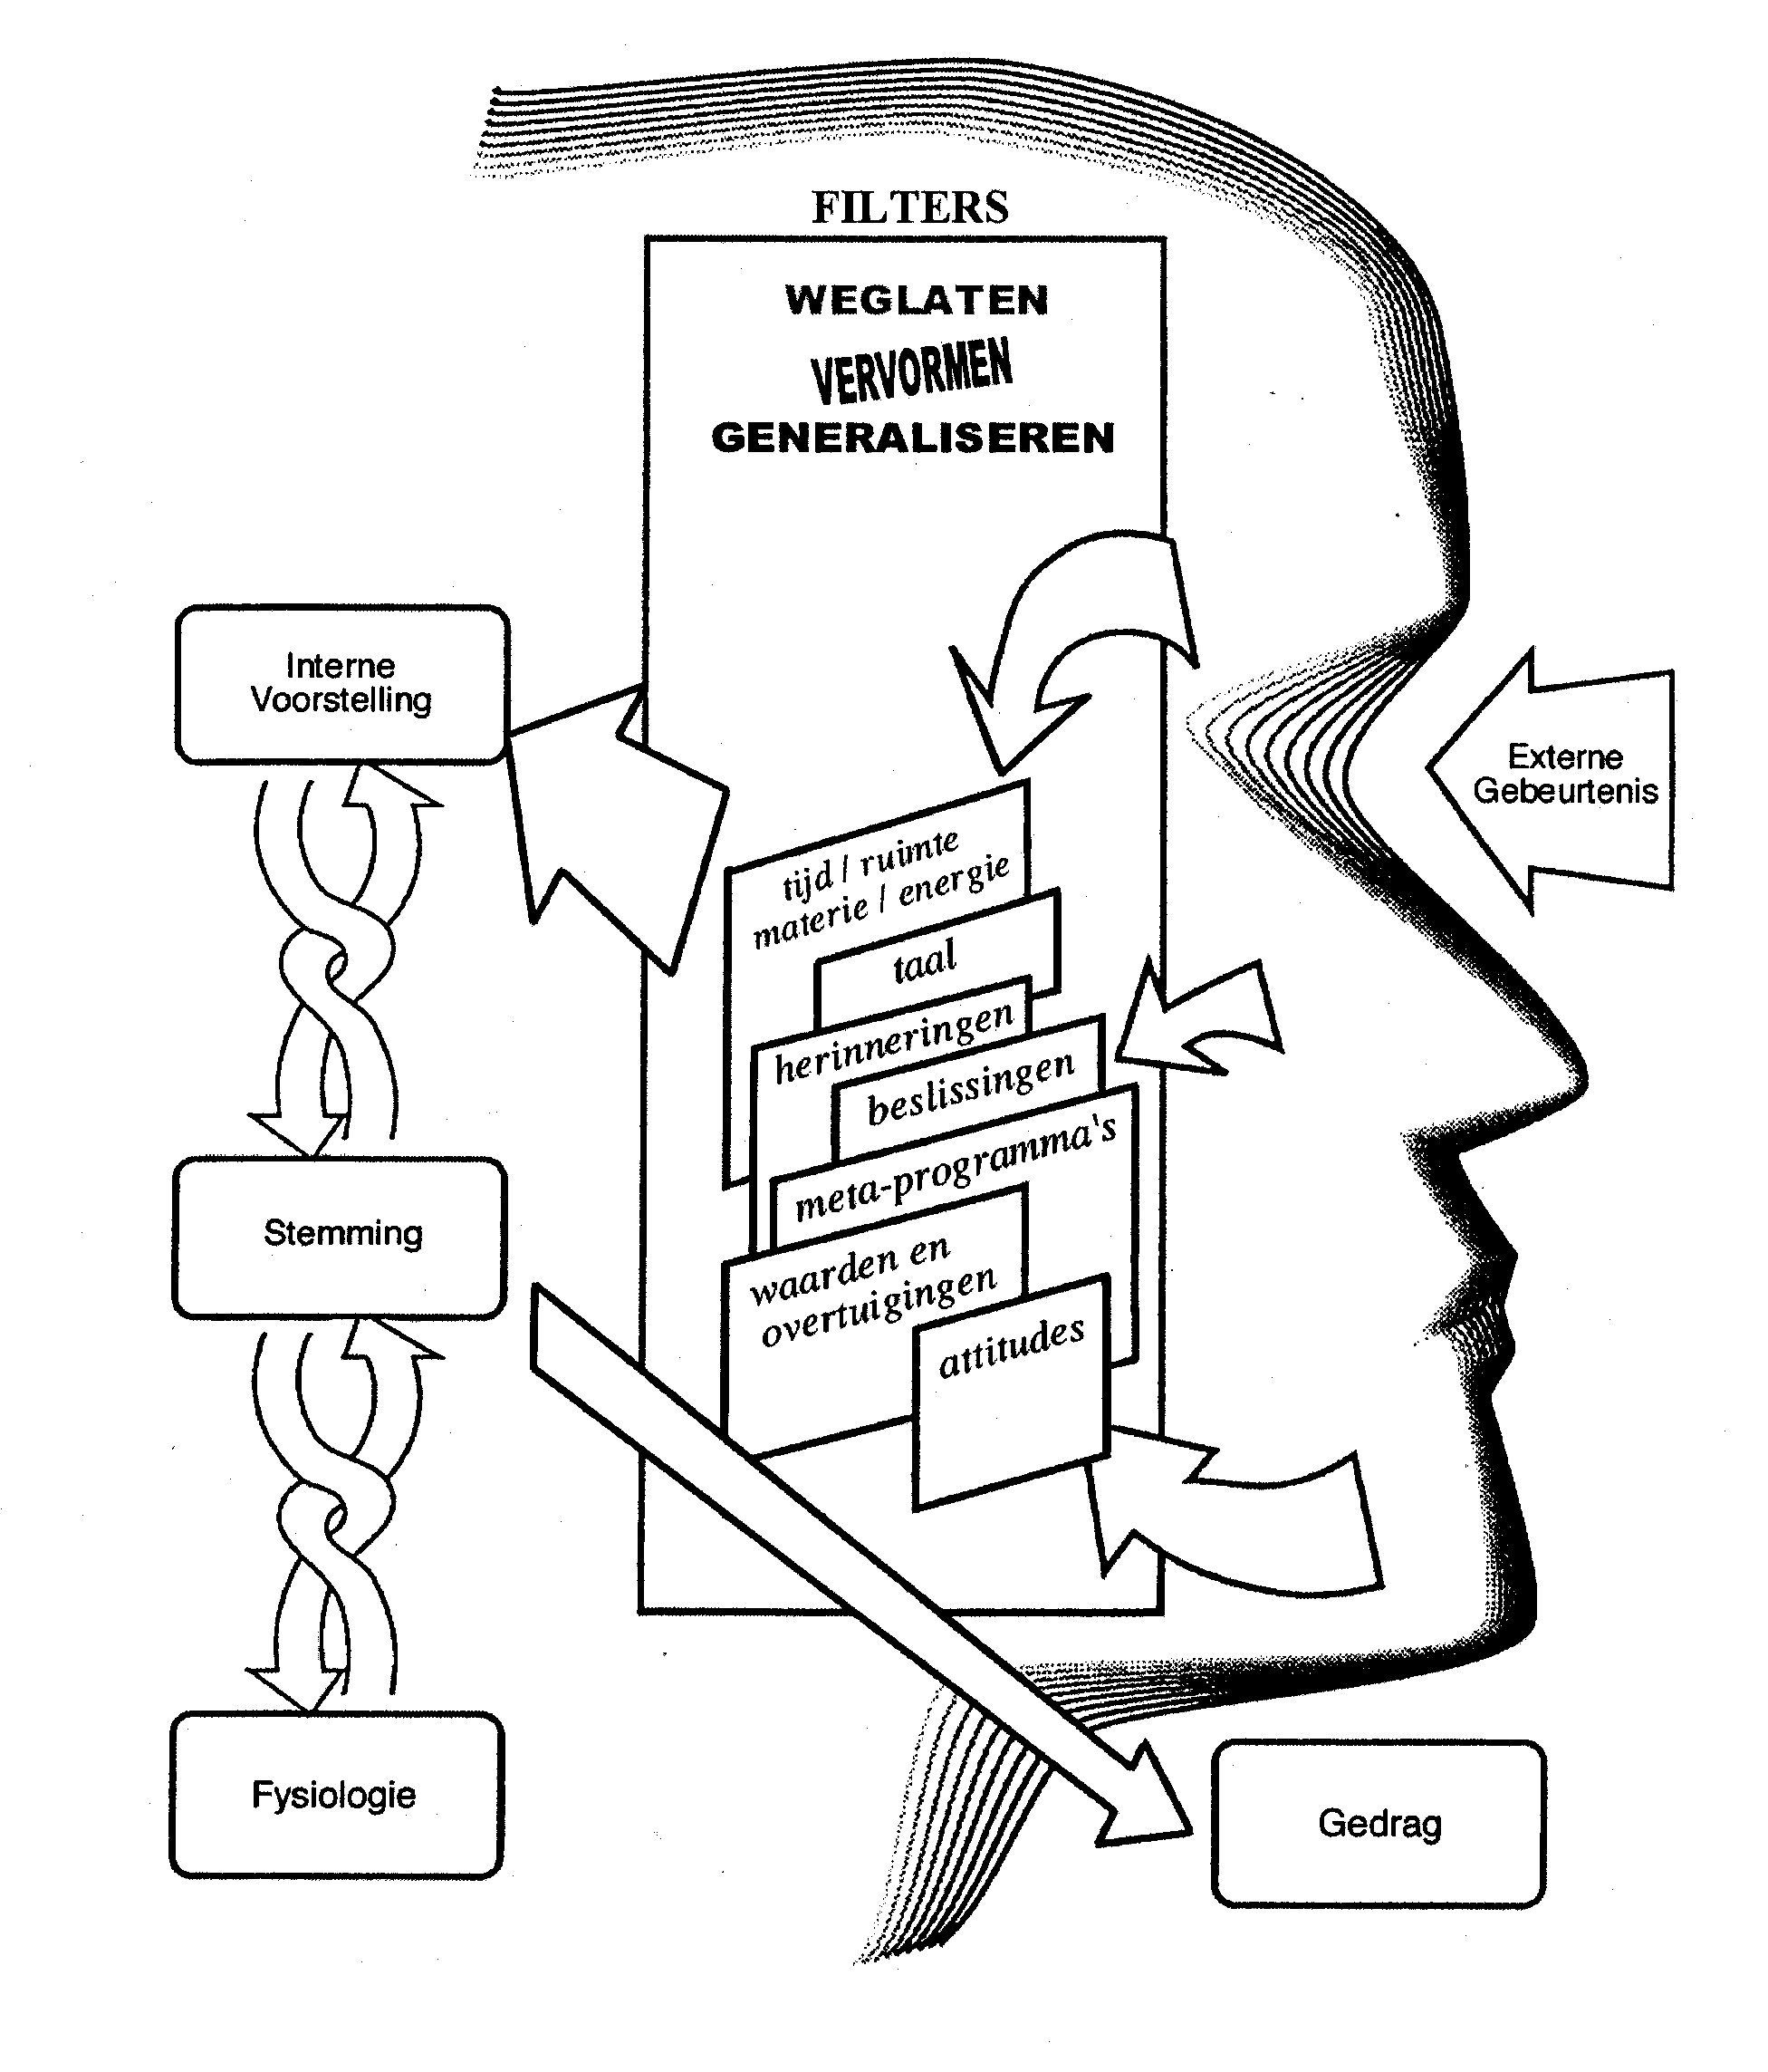 FILTERS
WEGLATEN
VERVORMEN
GENERALISEREN
Interne
Voorstelling
Externe
Gebeurtenis
tijd / ruimte
materie / energie
taal
herinneringen
beslissingen
meta-programma's
waarden en
overtuigingen
attitudes
Stemming
Fysiologie
Gedrag